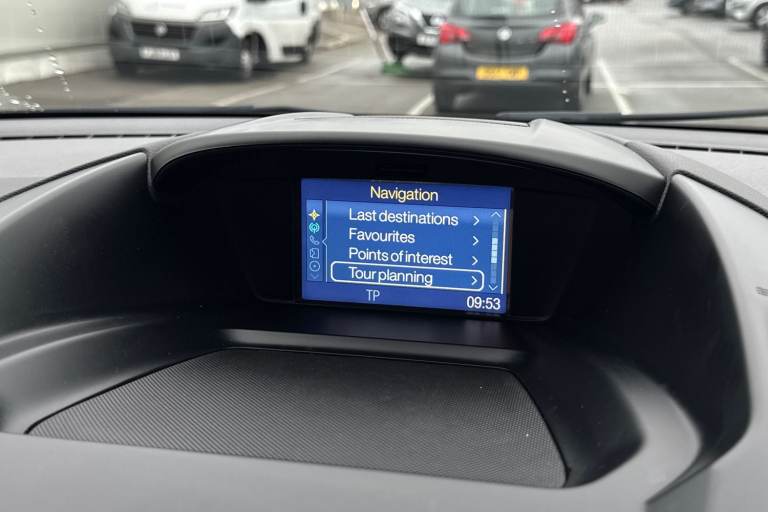 Navigation
Last destinations
Favourites
Points of interest
Tour planning
TP 09:53